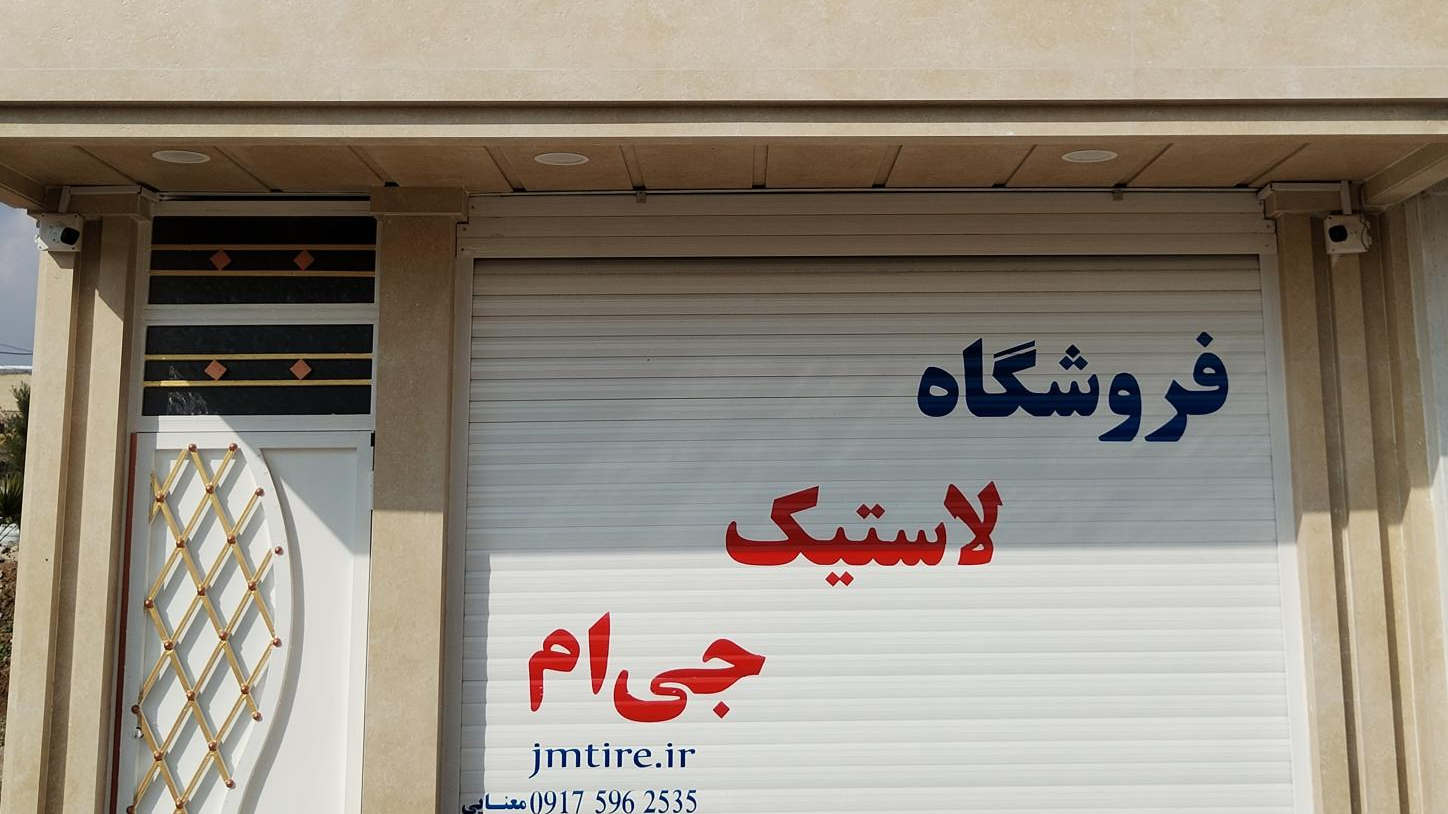 فروشگاه
لاستیک
جی‌ام
jmtire.ir
0917 596 2535 معنایی